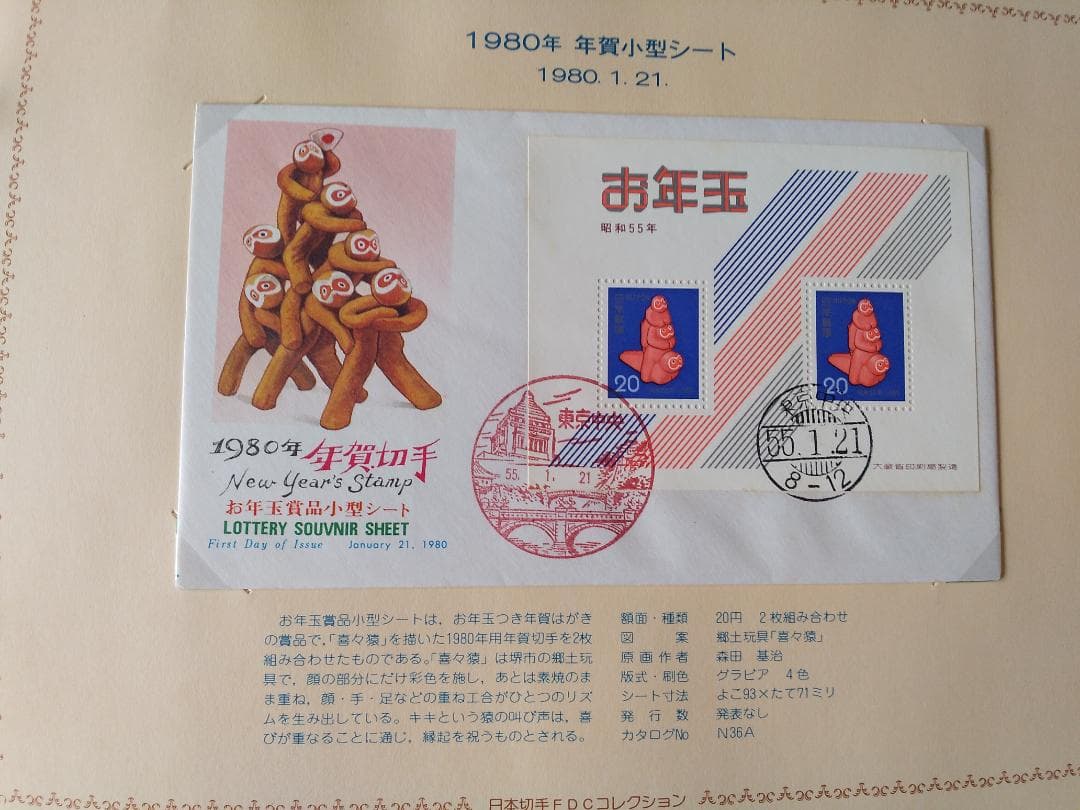 1980年 年賀小型シート
1980.1.21.
お年玉
昭和55年
20
20
東京中央
55. 1. 21
東京中央
55.1.21
8-12
大蔵省印刷局製造
1980年 年賀切手
New Year's Stamp
お年玉賞品小型シート
LOTTERY SOUVNIR SHEET
First Day of Issue January 21, 1980
お年玉賞品小型シートは,お年玉つき年賀はがき
の賞品で,「喜々猿」を描いた1980年用年賀切手を2枚
組み合わせたものである。「喜々猿」は堺市の郷土玩
具で,顔の部分にだけ彩色を施し,あとは素焼のま
ま重ね,顔・手・足などの重ね工合がひとつのリズ
ムを生み出している。キキという猿の叫び声は,喜
びが重なることに通じ,縁起を祝うものとされる。
額面・種類 20円 2枚組み合わせ
図案 郷土玩具「喜々猿」
原画作者 森田 基治
版式・刷色 グラビア 4色
シート寸法 よこ93×たて71ミリ
発行数 発表なし
カタログNo N36A
日本切手FDCコレクション